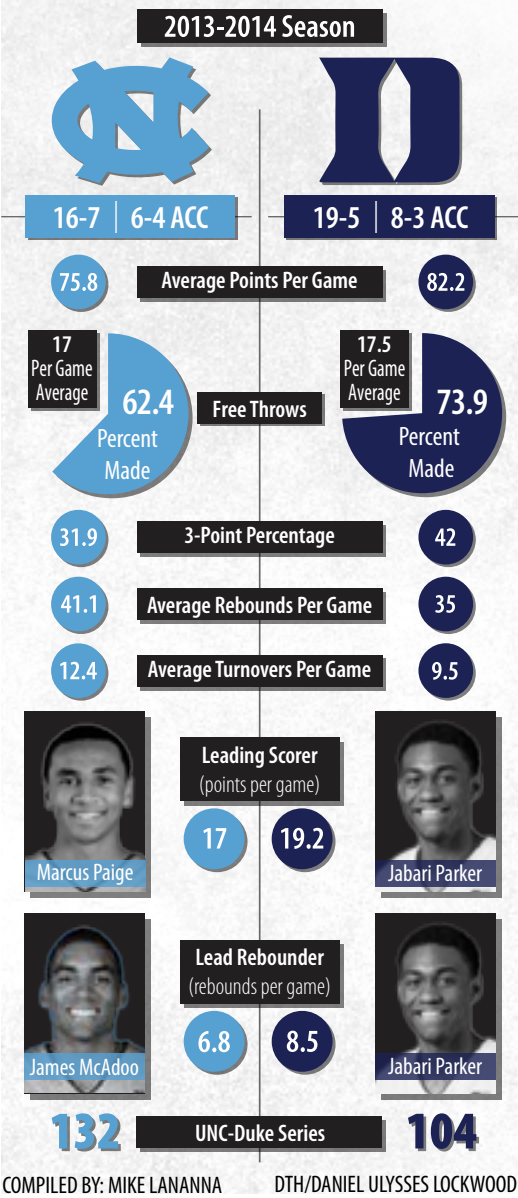 2013-2014 Season
NC
D
16-7 | 6-4 ACC
19-5 | 8-3 ACC
75.8
Average Points Per Game
82.2
17
Per Game
Average
62.4
Percent
Made
Free Throws
17.5
Per Game
Average
73.9
Percent
Made
31.9
3-Point Percentage
42
41.1
Average Rebounds Per Game
35
12.4
Average Turnovers Per Game
9.5
Leading Scorer
(points per game)
17
19.2
Marcus Paige
Jabari Parker
Lead Rebounder
(rebounds per game)
6.8
8.5
James McAdoo
Jabari Parker
132
UNC-Duke Series
104
COMPILED BY: MIKE LANANNA
DTH/DANIEL ULYSSES LOCKWOOD